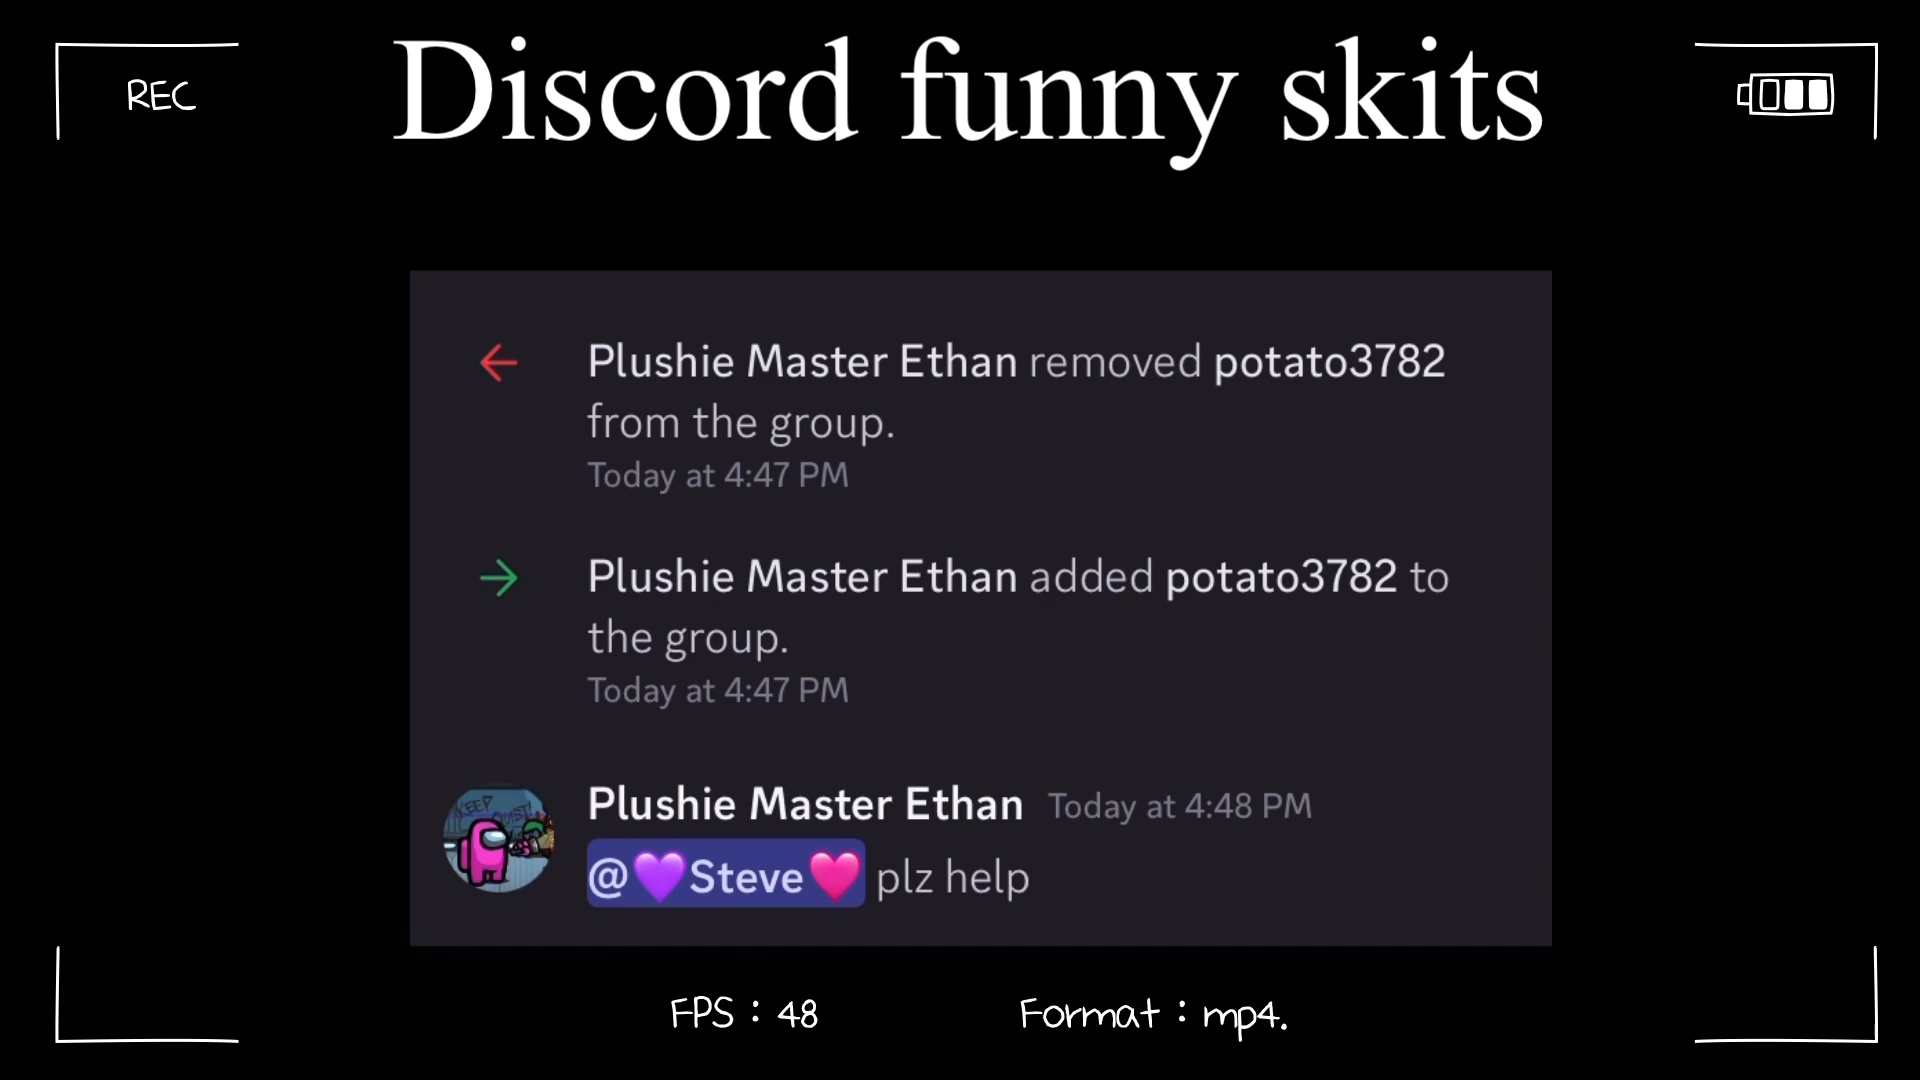 REC
Discord funny skits
Plushie Master Ethan removed potato3782
from the group.
Today at 4:47 PM
Plushie Master Ethan added potato3782 to
the group.
Today at 4:47 PM
KEEP
QUIET!
Plushie Master Ethan Today at 4:48 PM
@💜Steve💗 plz help
FPS : 48
Format : mp4.